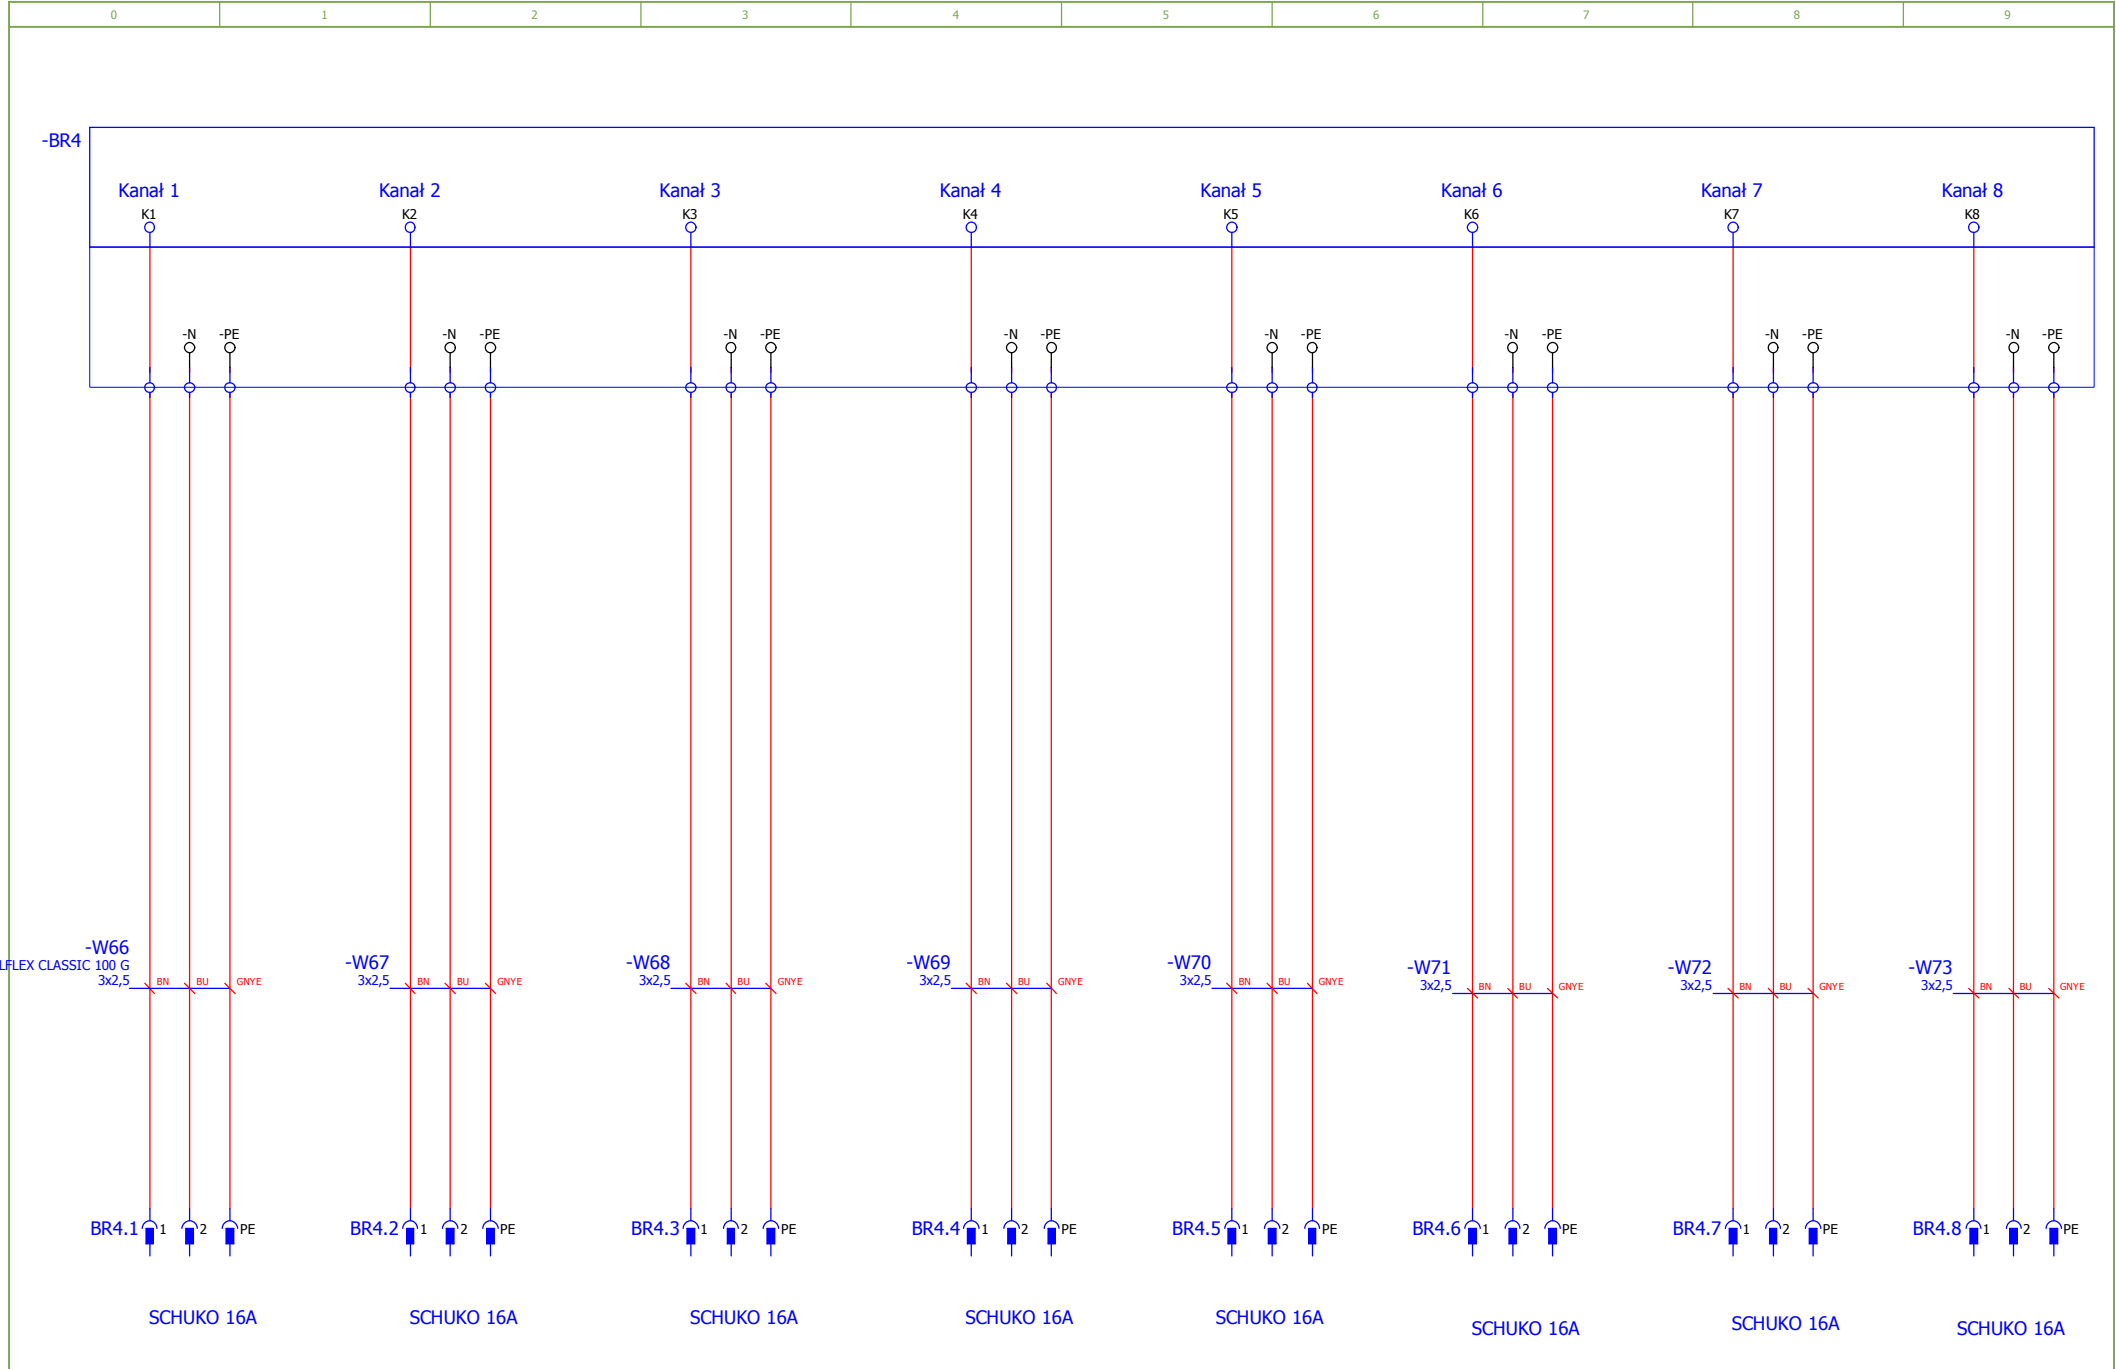 0 1 2 3 4 5 6 7 8 9
-BR4
Kanał 1 Kanał 2 Kanał 3 Kanał 4 Kanał 5 Kanał 6 Kanał 7 Kanał 8
K1 K2 K3 K4 K5 K6 K7 K8
-N -PE -N -PE -N -PE -N -PE -N -PE -N -PE -N -PE -N -PE
-W66
LFLEX CLASSIC 100 G
3x2,5 BN BU GNYE
-W67
3x2,5 BN BU GNYE
-W68
3x2,5 BN BU GNYE
-W69
3x2,5 BN BU GNYE
-W70
3x2,5 BN BU GNYE
-W71
3x2,5 BN BU GNYE
-W72
3x2,5 BN BU GNYE
-W73
3x2,5 BN BU GNYE
BR4.1 1 2 PE BR4.2 1 2 PE BR4.3 1 2 PE BR4.4 1 2 PE BR4.5 1 2 PE BR4.6 1 2 PE BR4.7 1 2 PE BR4.8 1 2 PE
SCHUKO 16A SCHUKO 16A SCHUKO 16A SCHUKO 16A SCHUKO 16A SCHUKO 16A SCHUKO 16A SCHUKO 16A